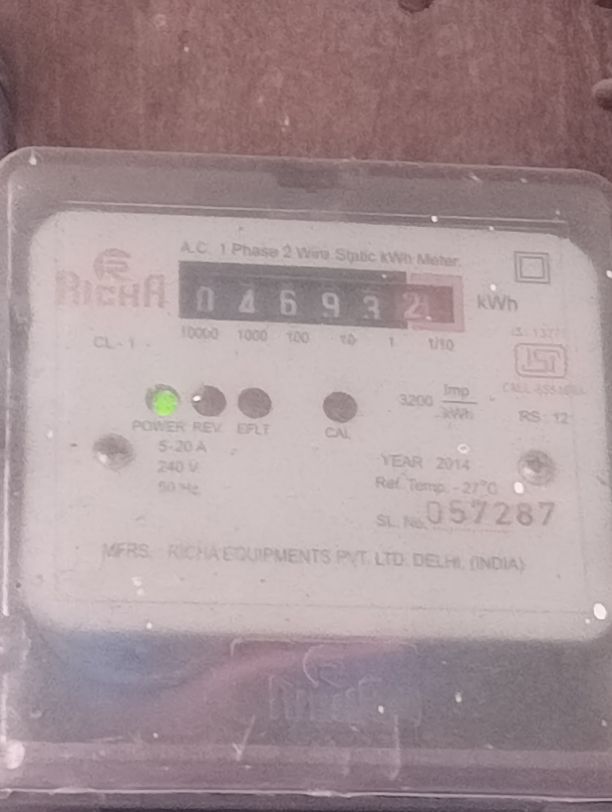 A.C. 1 Phase 2 Wire Static kWh Meter
RICHA
0 4 6 9 3 2 kWh
10000 1000 100 10 1 1/10
CL-1
ISI
3200 Imp/kWh
RS-12
POWER REV EFLT CAL
5-20 A
240 V
50 Hz
YEAR 2014
Ref. Temp.-27°C
SL. No. 057287
MFRS. RICHA EQUIPMENTS PVT. LTD. DELHI. (INDIA)